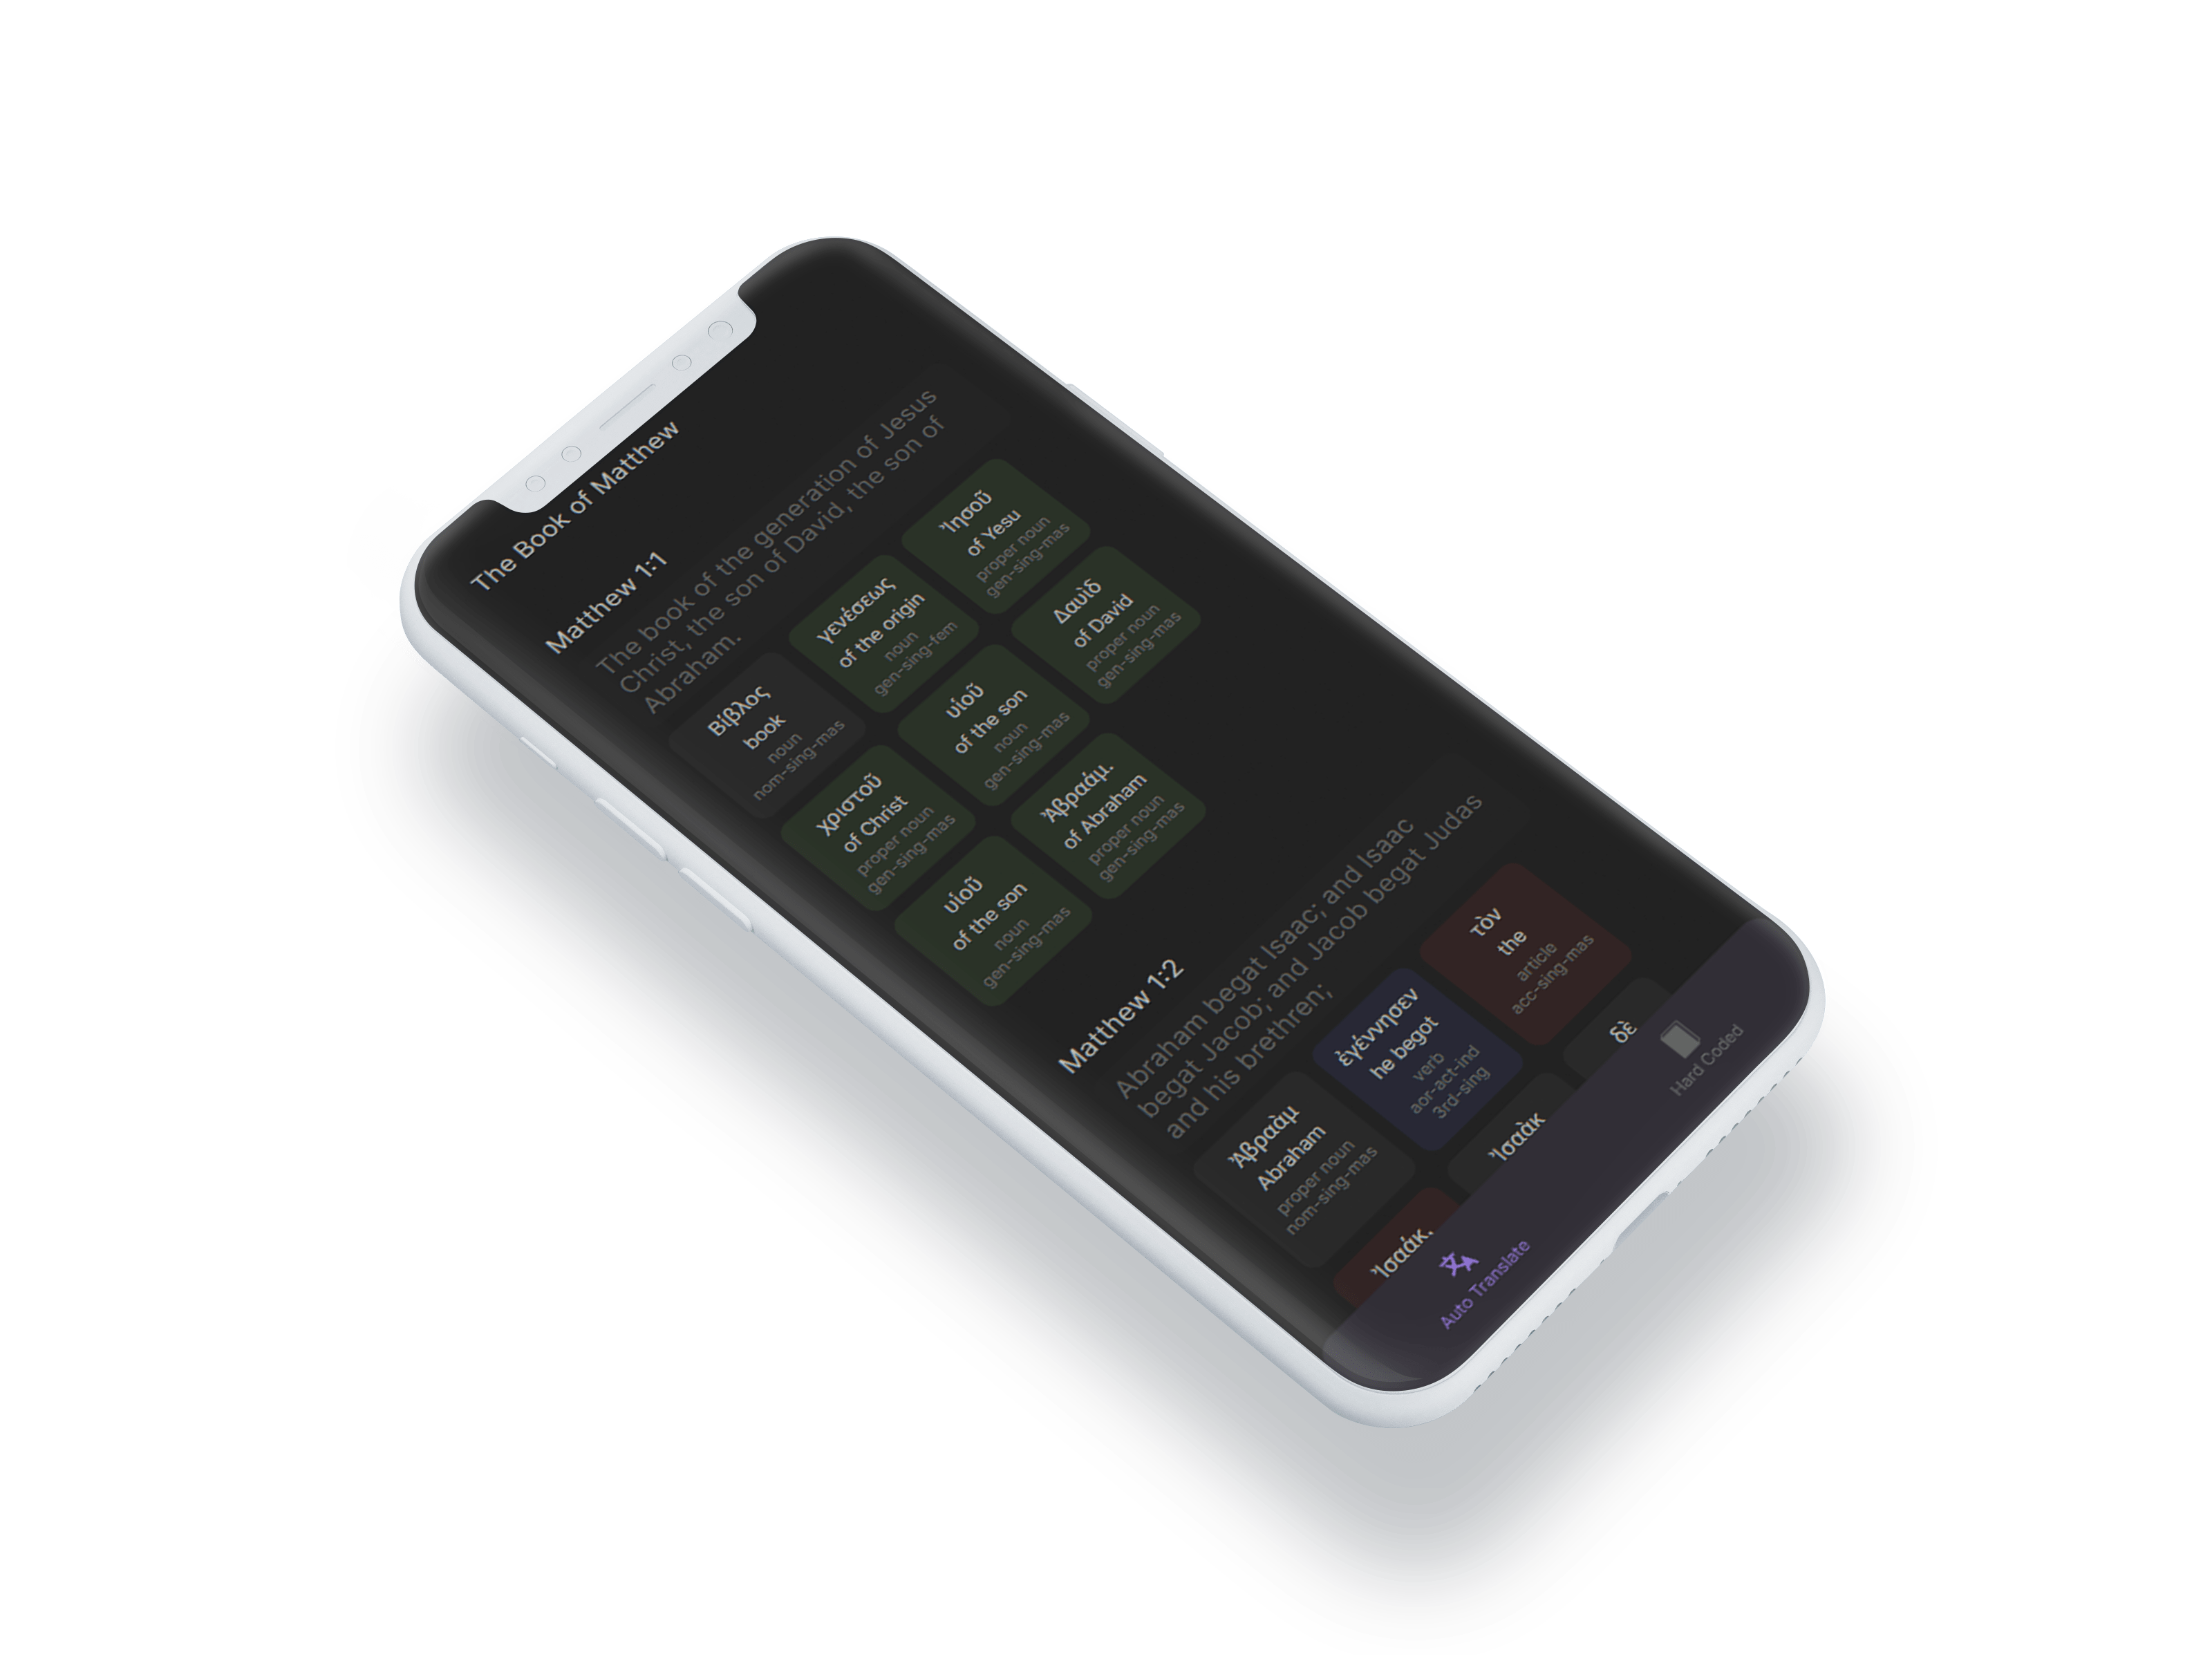 The Book of Matthew
Matthew 1:1
The book of the generation of Jesus
Christ, the son of David, the son of
Abraham.
Βίβλος
book
noun
nom-sing-mas
γενέσεως
of the origin
noun
gen-sing-fem
Ἰησοῦ
of Yesu
proper noun
gen-sing-mas
χριστοῦ
of Christ
proper noun
gen-sing-mas
υἱοῦ
of the son
noun
gen-sing-mas
Δαυὶδ
of David
proper noun
gen-sing-mas
υἱοῦ
of the son
noun
gen-sing-mas
Ἀβραάμ.
of Abraham
proper noun
gen-sing-mas
Matthew 1:2
Abraham begat Isaac; and Isaac
begat Jacob; and Jacob begat Judas
and his brethren;
Ἀβραὰμ
Abraham
proper noun
nom-sing-mas
ἐγέννησεν
he begot
verb
aor-act-ind
3rd-sing
τὸν
the
article
acc-sing-mas
Ἰσαάκ,
Ἰσαὰκ
δὲ
Auto Translate
Hard Coded